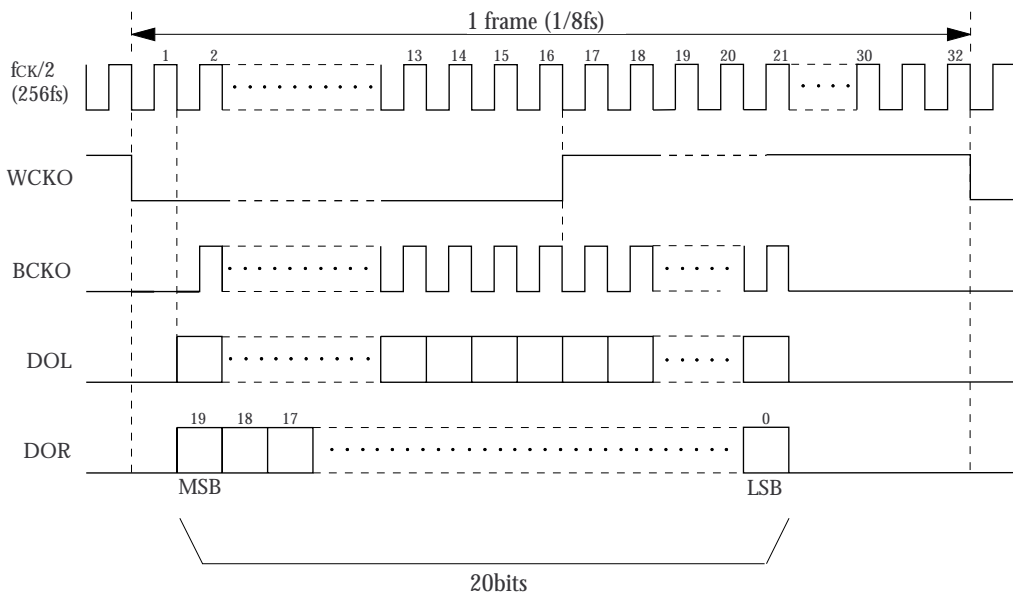 1 frame (1/8fs)
1 2 13 14 15 16 17 18 19 20 21 30 32
fCK/2
(256fs)
WCKO
BCKO
DOL
19 18 17 0
DOR
MSB LSB
20bits